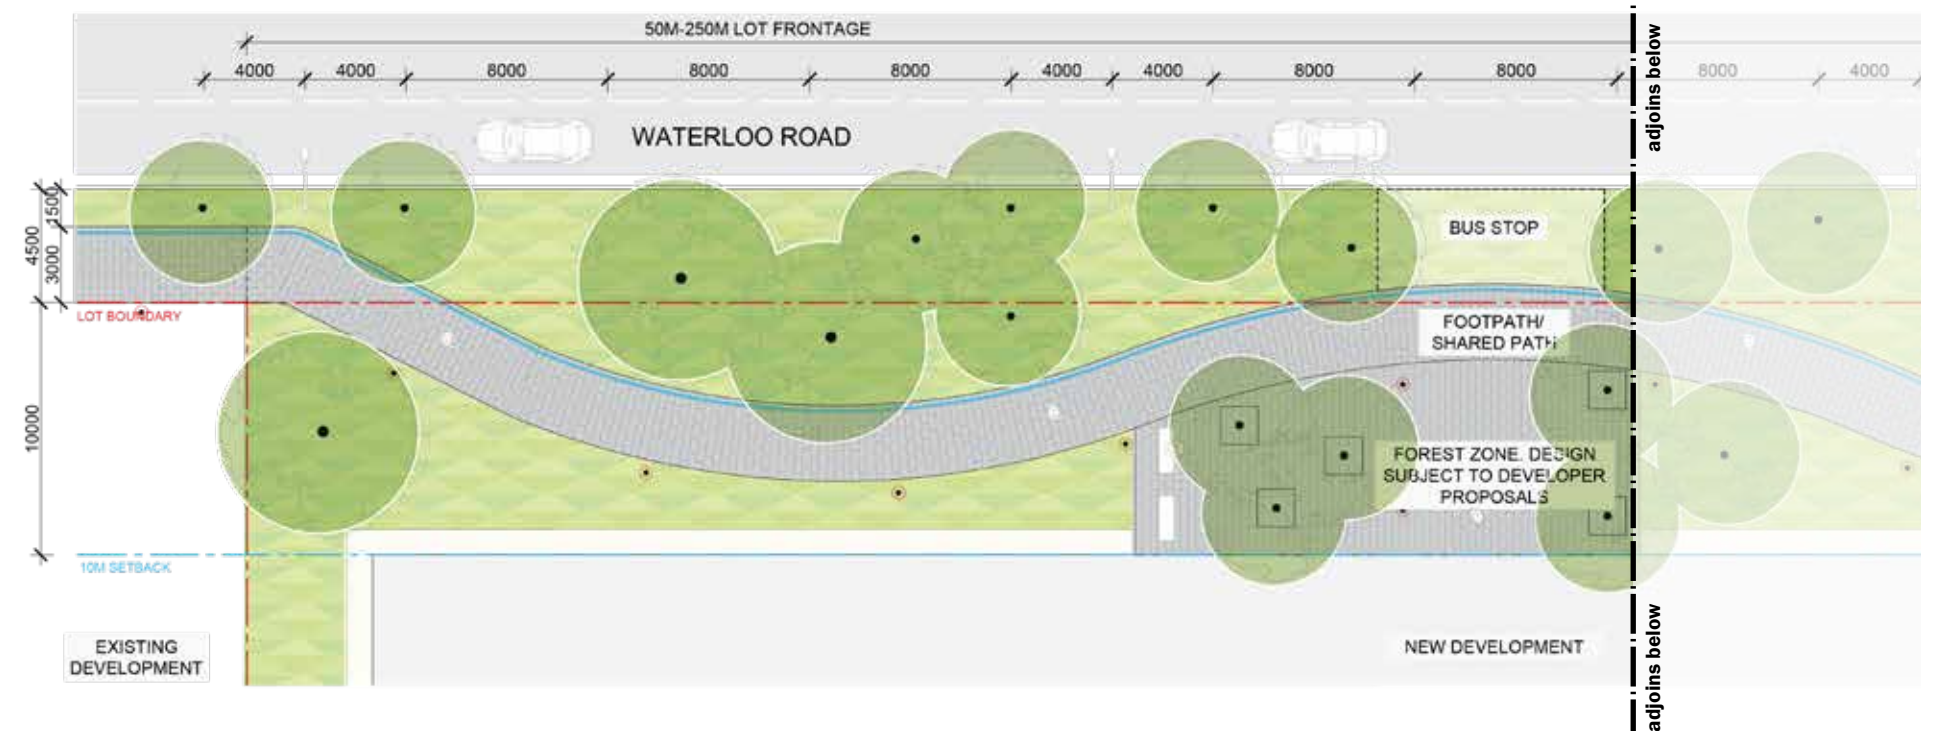 50M-250M LOT FRONTAGE
4000 4000 8000 8000 8000 4000 4000 8000 8000 8000 4000
adjoins below
WATERLOO ROAD
1500
4500
3000
BUS STOP
LOT BOUNDARY
FOOTPATH/
SHARED PATH
10000
FOREST ZONE. DESIGN
SUBJECT TO DEVELOPER
PROPOSALS
10M SETBACK
EXISTING
DEVELOPMENT
NEW DEVELOPMENT
adjoins below